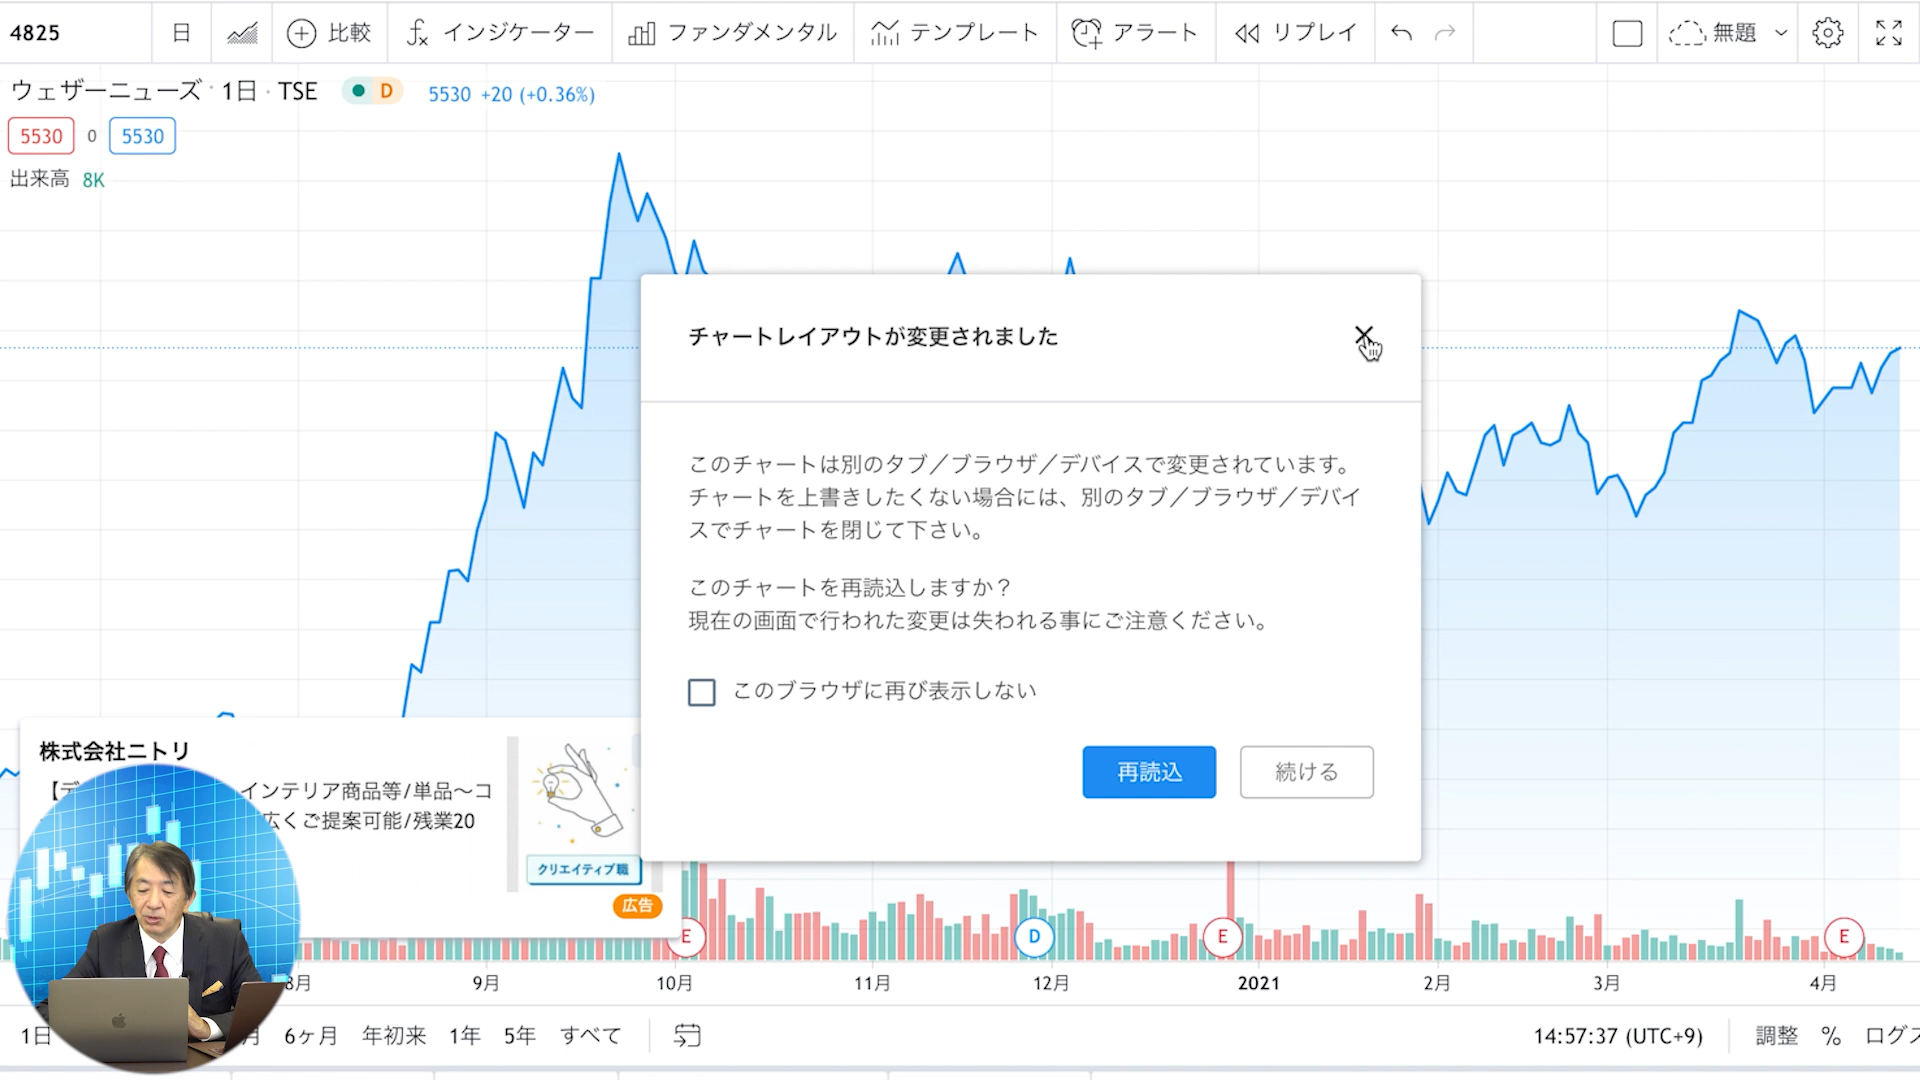 4825
日
比較
インジケーター
ファンダメンタル
テンプレート
アラート
リプレイ
無題
ウェザーニューズ · 1日 · TSE
D
5530 +20 (+0.36%)
5530
0
5530
出来高 8K
チャートレイアウトが変更されました
このチャートは別のタブ／ブラウザ／デバイスで変更されています。
チャートを上書きしたくない場合には、別のタブ／ブラウザ／デバイ
スでチャートを閉じて下さい。
このチャートを再読込しますか？
現在の画面で行われた変更は失われる事にご注意ください。
このブラウザに再び表示しない
再読込
続ける
株式会社ニトリ
インテリア商品等/単品〜コ
広くご提案可能/残業20
クリエイティブ職
広告
E
D
E
E
8月
9月
10月
11月
12月
2021
2月
3月
4月
1日
月
6ヶ月
年初来
1年
5年
すべて
14:57:37 (UTC+9)
調整
%
ログス